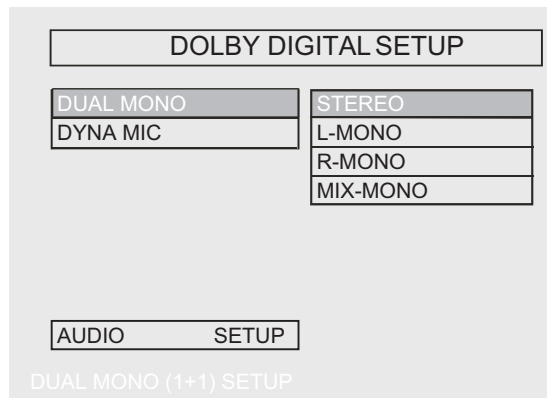 DOLBY DIGITAL SETUP
DUAL MONO
DYNA MIC
STEREO
L-MONO
R-MONO
MIX-MONO
AUDIO SETUP
DUAL MONO (1+1) SETUP